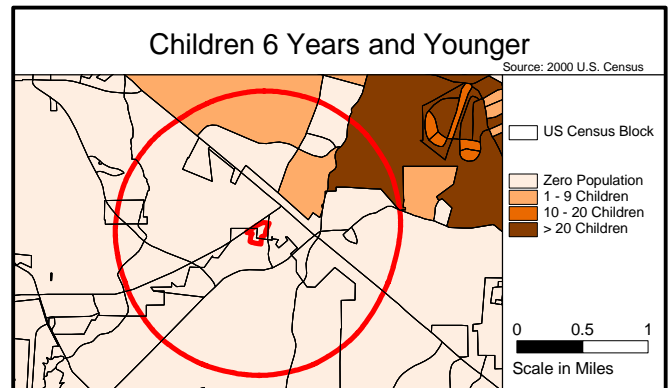 Children 6 Years and Younger
Source: 2000 U.S. Census
US Census Block
Zero Population
1 - 9 Children
10 - 20 Children
> 20 Children
0 0.5 1
Scale in Miles